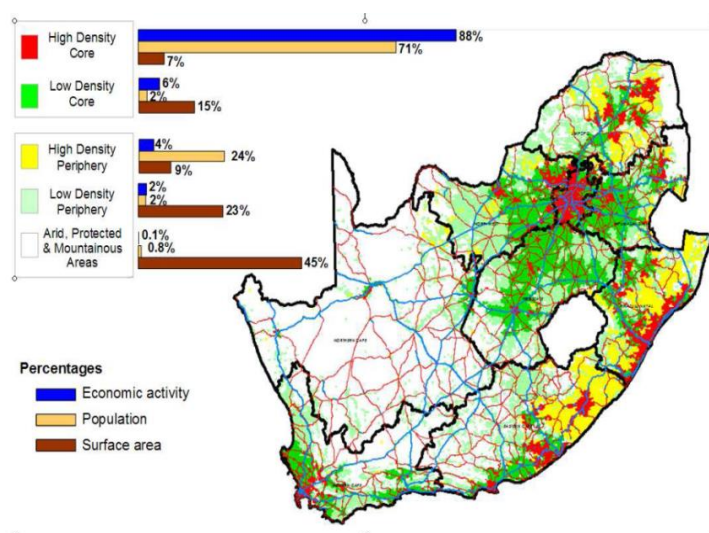 High Density
Core
88%
71%
7%
Low Density
Core
6%
2%
15%
High Density
Periphery
4%
24%
9%
Low Density
Periphery
2%
2%
23%
Arid, Protected
& Mountainous
Areas
0.1%
0.8%
45%
NORTHERN CAPE
Percentages
Economic activity
Population
Surface area